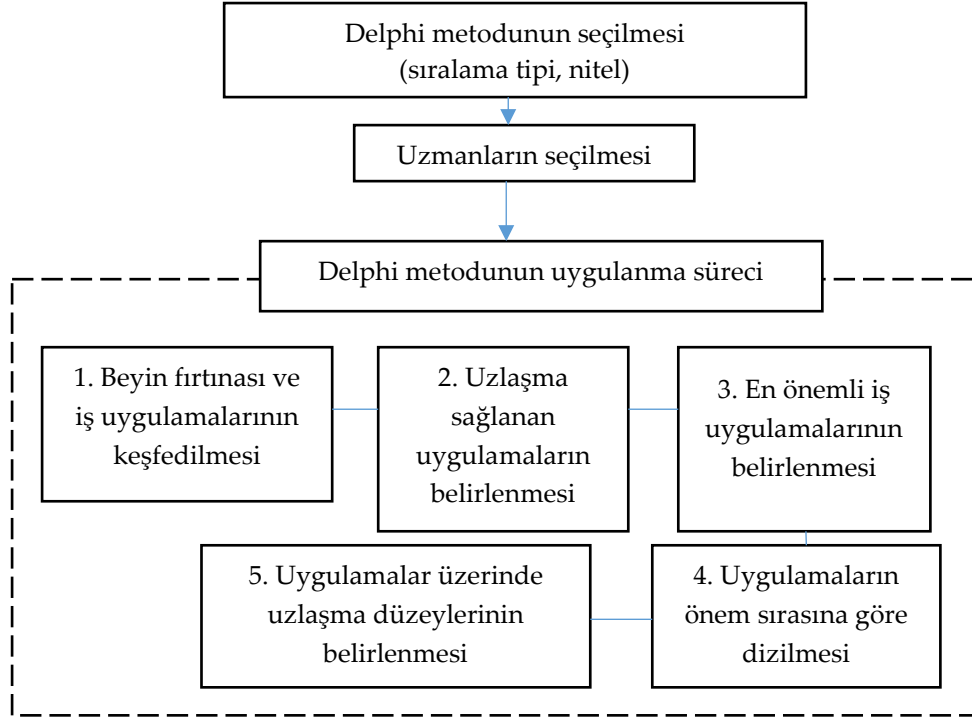 Delphi metodunun seçilmesi
(sıralama tipi, nitel)
Uzmanların seçilmesi
Delphi metodunun uygulanma süreci
1. Beyin fırtınası ve
iş uygulamalarının
keşfedilmesi
2. Uzlaşma
sağlanan
uygulamaların
belirlenmesi
3. En önemli iş
uygulamalarının
belirlenmesi
4. Uygulamaların
önem sırasına göre
dizilmesi
5. Uygulamalar üzerinde
uzlaşma düzeylerinin
belirlenmesi